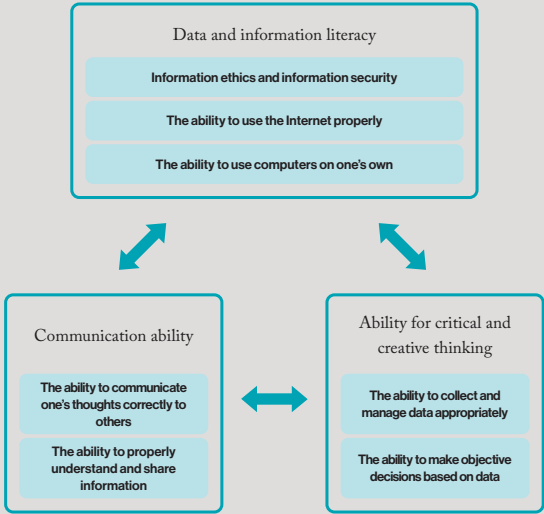 Data and information literacy
Information ethics and information security
The ability to use the Internet properly
The ability to use computers on one's own
Communication ability
The ability to communicate
one's thoughts correctly to
others
The ability to properly
understand and share
information
Ability for critical and
creative thinking
The ability to collect and
manage data appropriately
The ability to make objective
decisions based on data